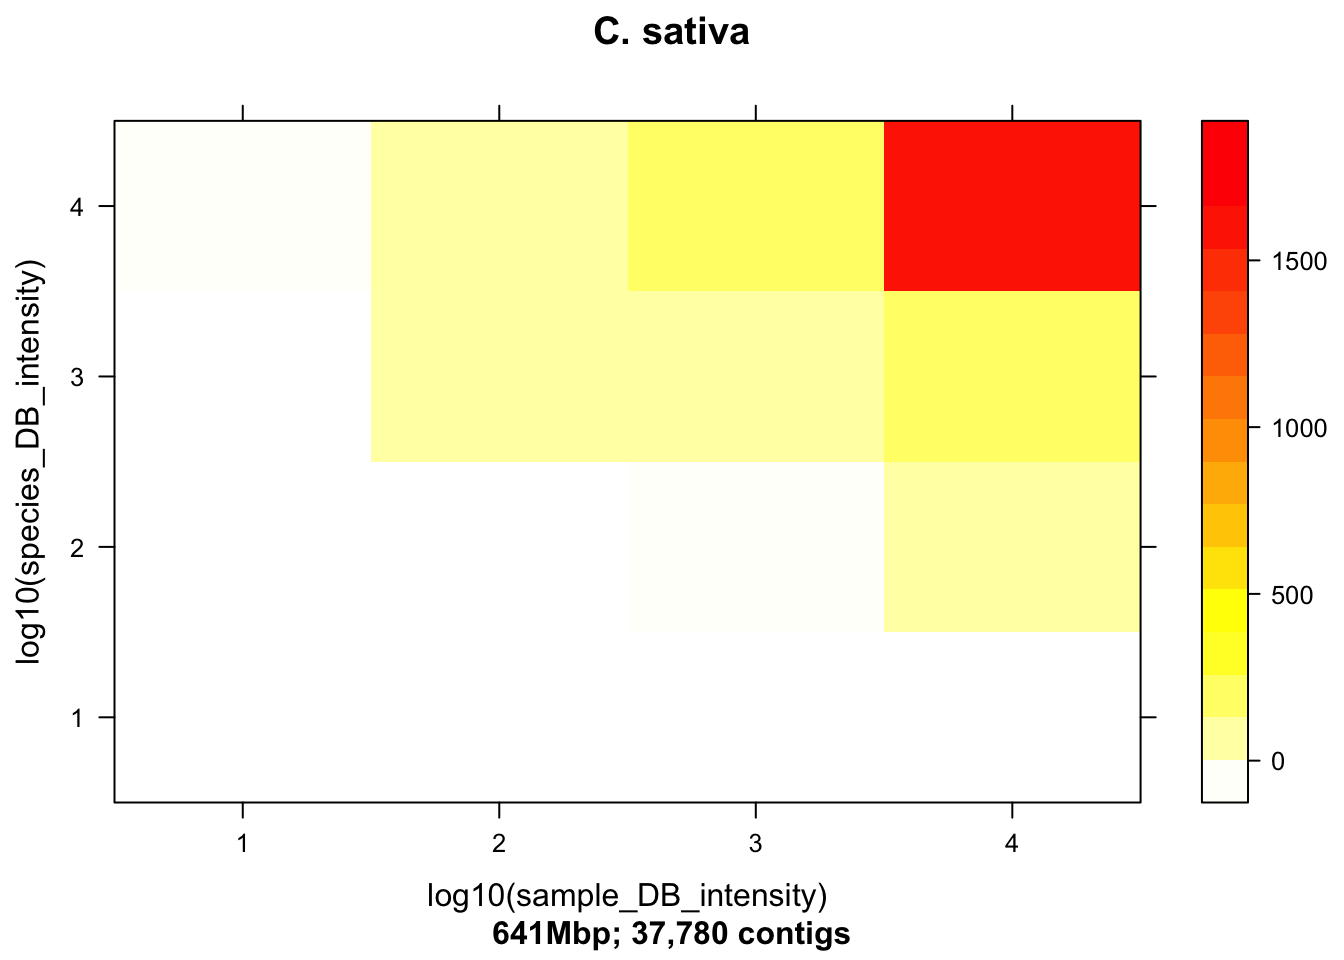 C. sativa
log10(species_DB_intensity)
4
3
2
1
1 2 3 4
1500
1000
500
0
log10(sample_DB_intensity)
641Mbp; 37,780 contigs